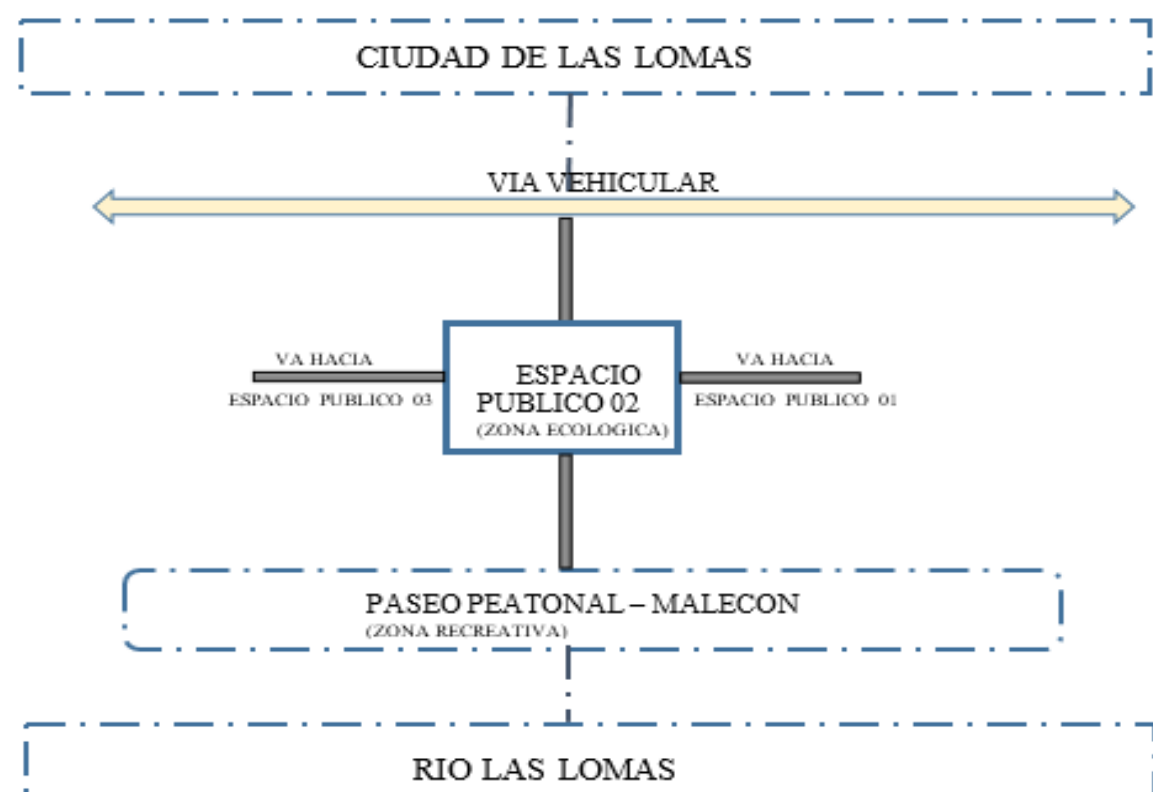 CIUDAD DE LAS LOMAS
VIA VEHICULAR
VA HACIA
ESPACIO PUBLICO 03
ESPACIO
PUBLICO 02
(ZONA ECOLOGICA)
VA HACIA
ESPACIO PUBLICO 01
PASEO PEATONAL – MALECON
(ZONA RECREATIVA)
RIO LAS LOMAS